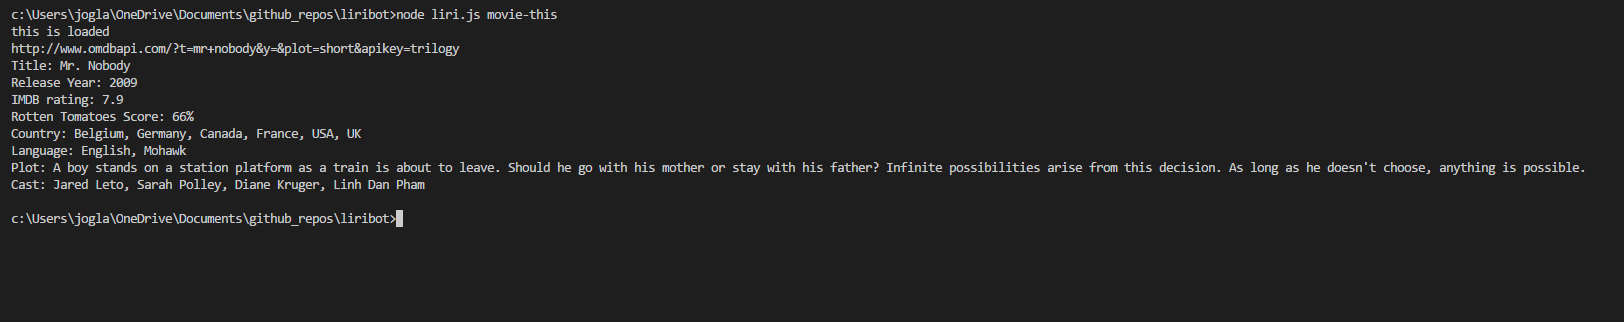 c:\Users\jogla\OneDrive\Documents\github_repos\liribot>node liri.js movie-this
this is loaded
http://www.omdbapi.com/?t=mr+nobody&y=&plot=short&apikey=trilogy
Title: Mr. Nobody
Release Year: 2009
IMDB rating: 7.9
Rotten Tomatoes Score: 66%
Country: Belgium, Germany, Canada, France, USA, UK
Language: English, Mohawk
Plot: A boy stands on a station platform as a train is about to leave. Should he go with his mother or stay with his father? Infinite possibilities arise from this decision. As long as he doesn't choose, anything is possible.
Cast: Jared Leto, Sarah Polley, Diane Kruger, Linh Dan Pham
c:\Users\jogla\OneDrive\Documents\github_repos\liribot>